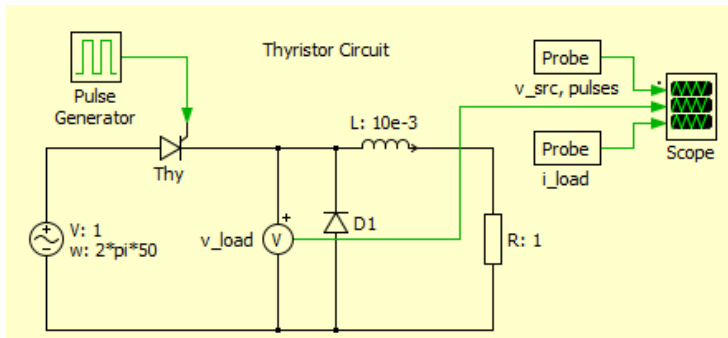 Thyristor Circuit
Pulse
Generator
Probe
v_src, pulses
L: 10e-3
Probe
Scope
i_load
Thy
+
V: 1
w: 2*pi*50
v_load
V
D1
R: 1